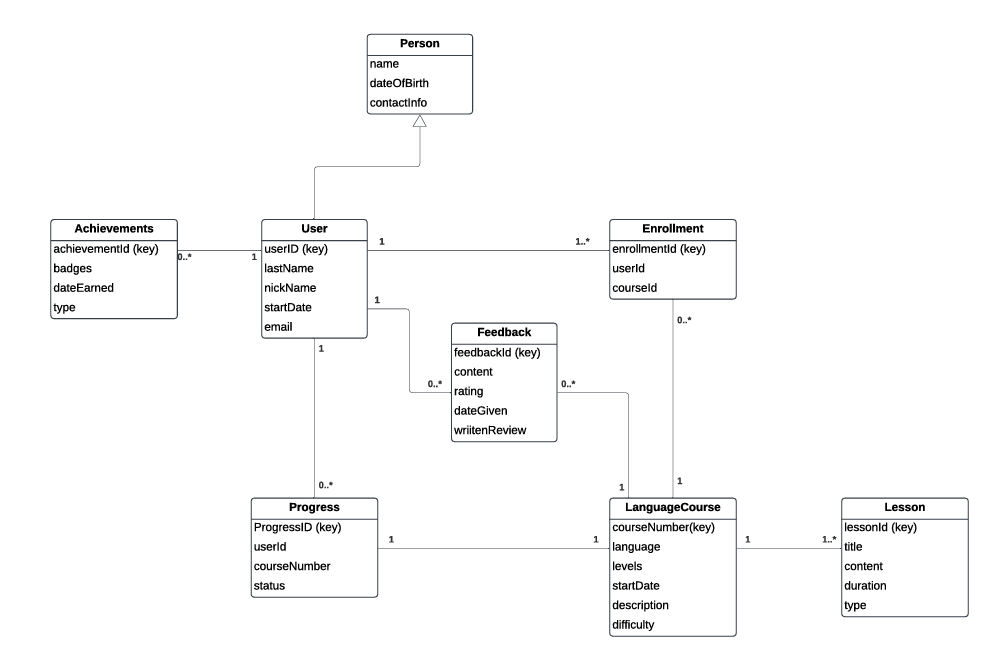 Person
name
dateOfBirth
contactInfo
Achievements
achievementId (key)
badges
dateEarned
type
0..*
1
User
userID (key)
lastName
nickName
startDate
email
1
1..*
1
1
Enrollment
enrollmentId (key)
userId
courseId
0..*
Feedback
feedbackId (key)
content
rating
dateGiven
wriitenReview
0..*
0..*
1
1
0..*
Progress
ProgressID (key)
userId
courseNumber
status
1
1
LanguageCourse
courseNumber(key)
language
levels
startDate
description
difficulty
1
1..*
Lesson
lessonId (key)
title
content
duration
type